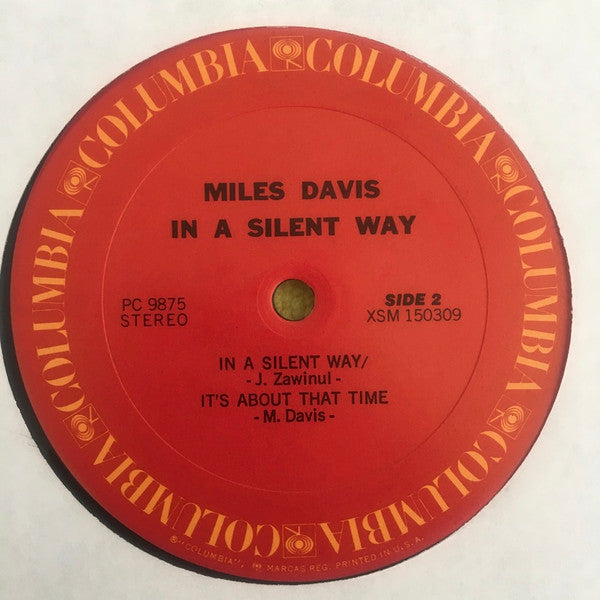 COLUMBIA COLUMBIA COLUMBIA COLUMBIA COLUMBIA COLUMBIA
MILES DAVIS
IN A SILENT WAY
PC 9875
STEREO
SIDE 2
XSM 150309
IN A SILENT WAY/
- J. Zawinul -
IT'S ABOUT THAT TIME
- M. Davis -
® "COLUMBIA", MARCAS REG. PRINTED IN U.S.A.